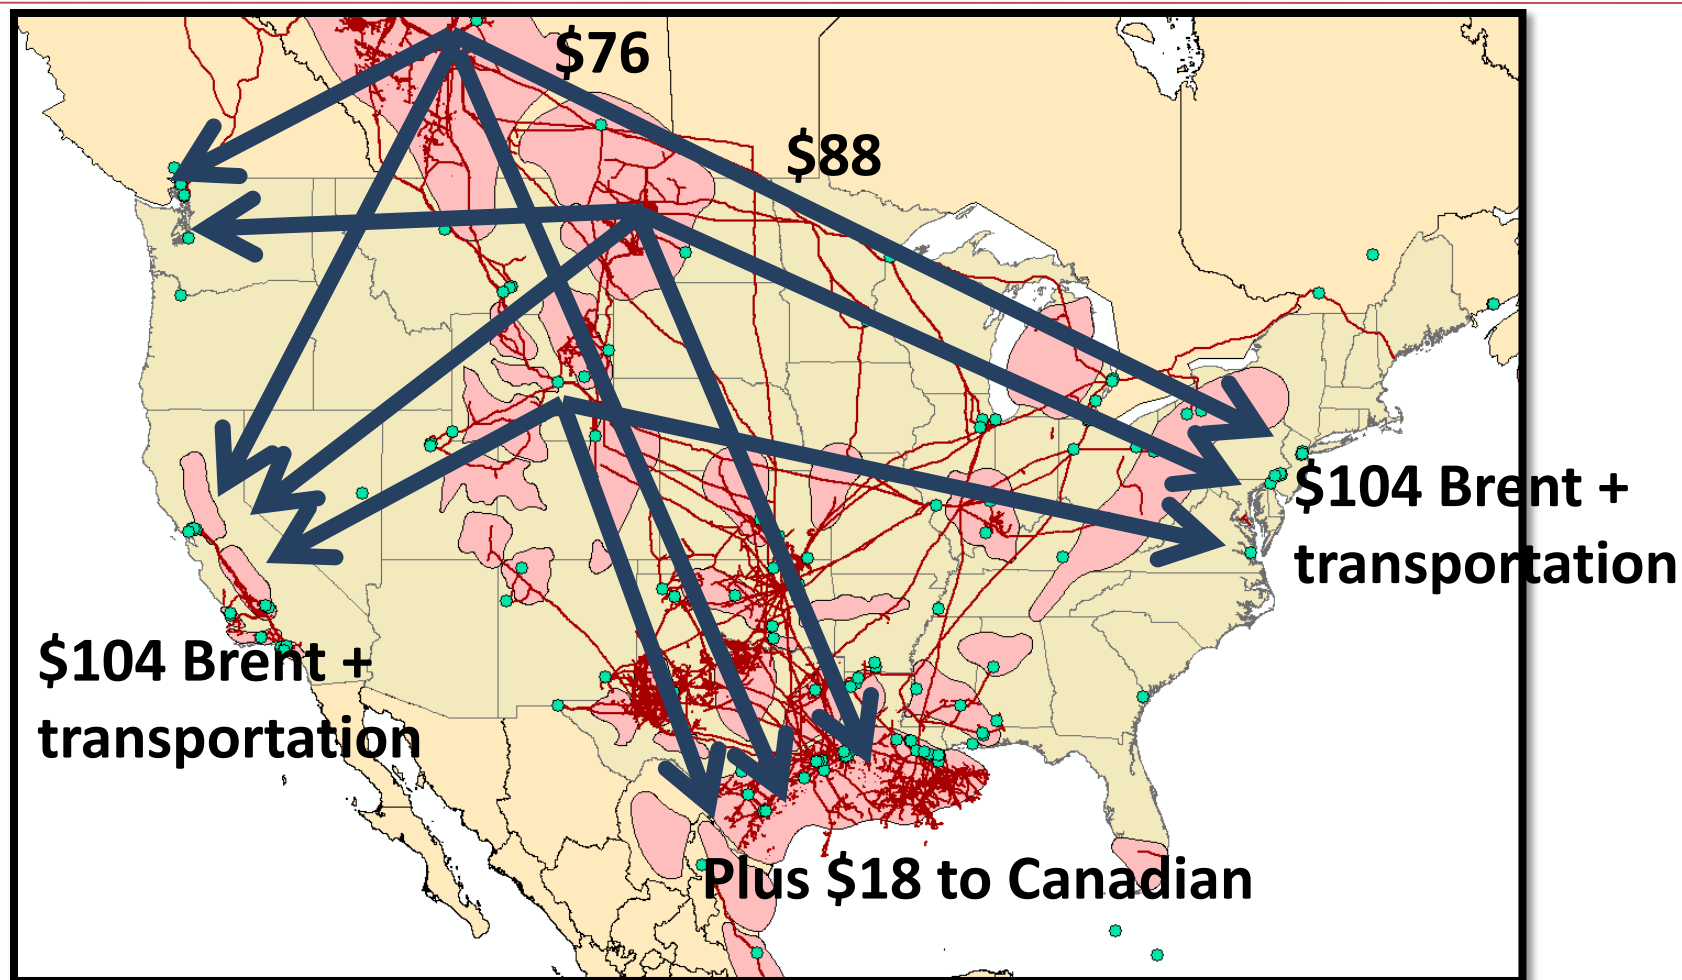 $76
$88
$104 Brent +
transportation
$104 Brent +
transportation
Plus $18 to Canadian